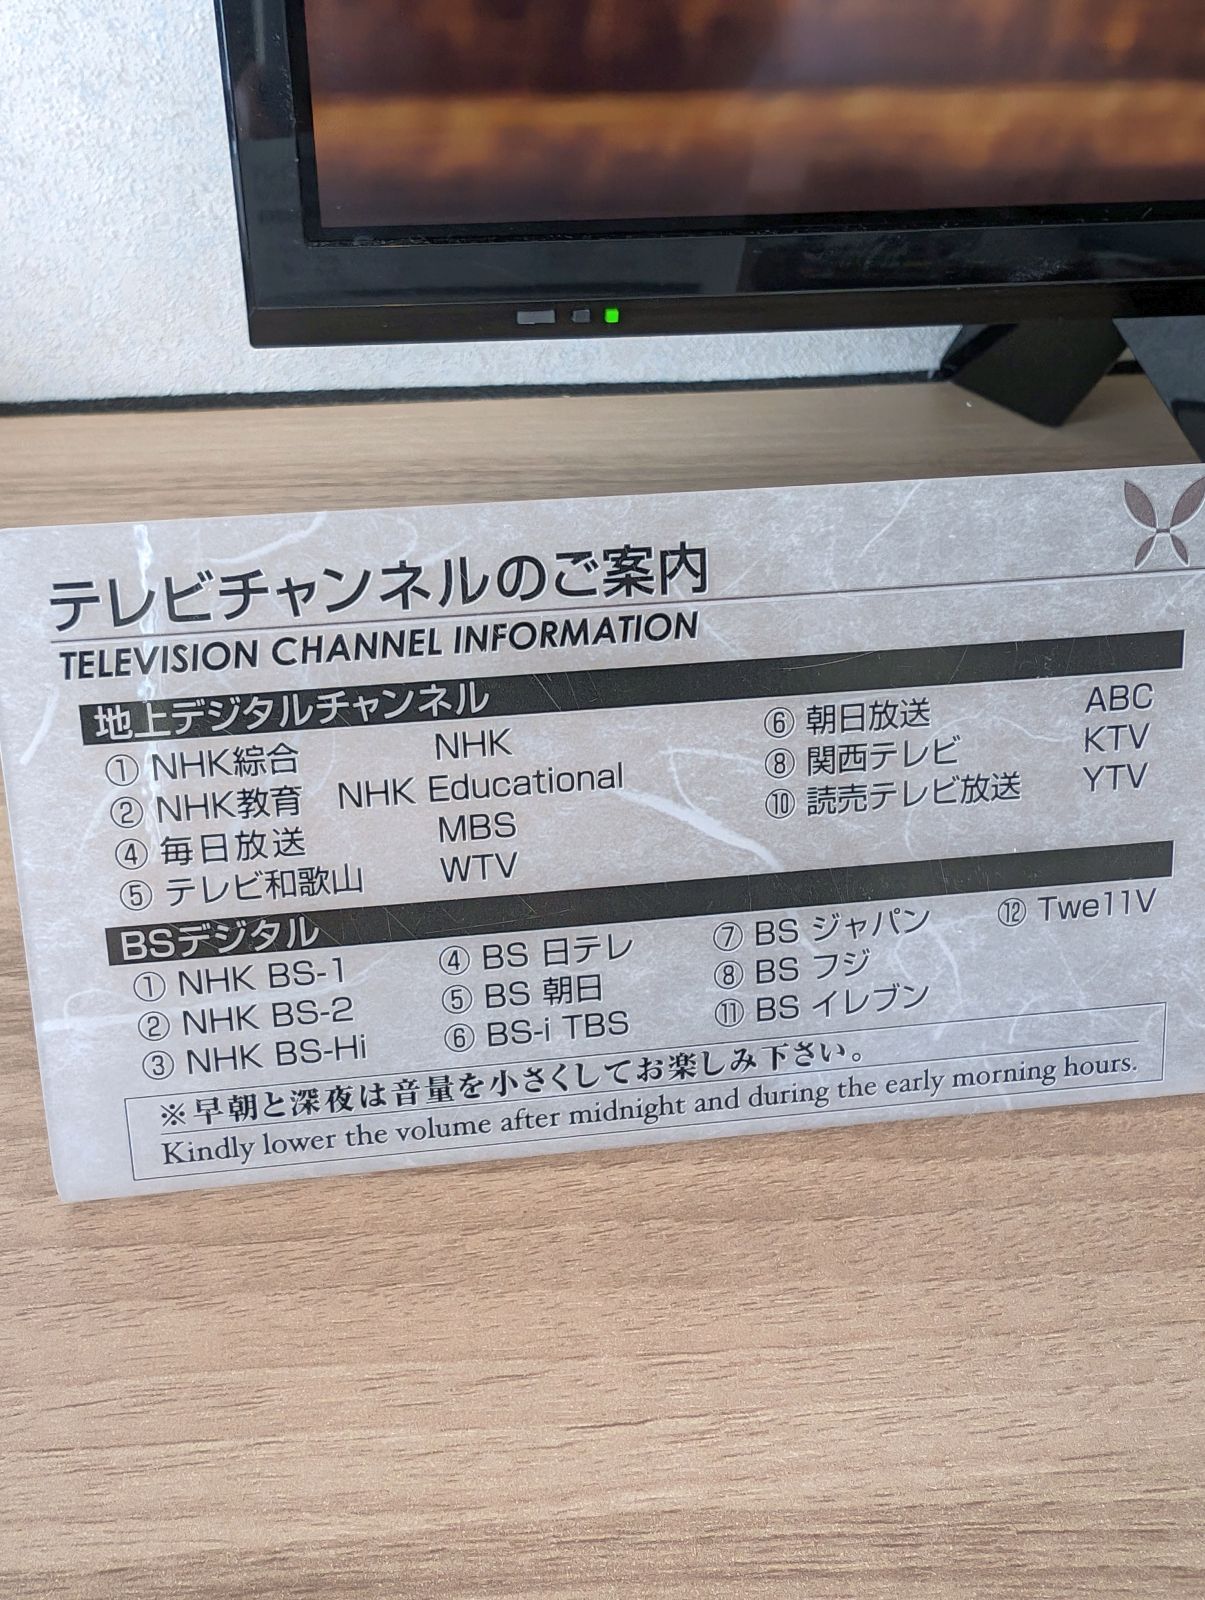 テレビチャンネルのご案内
TELEVISION CHANNEL INFORMATION
地上デジタルチャンネル
① NHK綜合 NHK
② NHK教育 NHK Educational
④ 毎日放送 MBS
⑤ テレビ和歌山 WTV
⑥ 朝日放送 ABC
⑧ 関西テレビ KTV
⑩ 読売テレビ放送 YTV
BSデジタル
① NHK BS-1
② NHK BS-2
③ NHK BS-Hi
④ BS 日テレ
⑤ BS 朝日
⑥ BS-i TBS
⑦ BS ジャパン
⑧ BS フジ
⑪ BS イレブン
⑫ Twe11V
※早朝と深夜は音量を小さくしてお楽しみ下さい。
Kindly lower the volume after midnight and during the early morning hours.